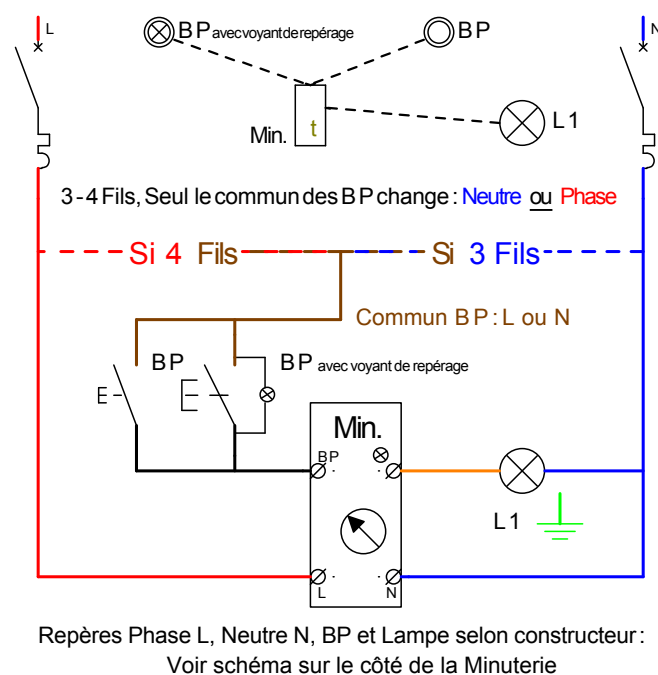 L
BP avec voyant de repérage
BP
N
Min.
t
L1
3-4 Fils, Seul le commun des BP change : Neutre ou Phase
Si 4 Fils
Si 3 Fils
Commun BP : L ou N
BP
BP avec voyant de repérage
Min.
BP
L1
L
N
Repères Phase L, Neutre N, BP et Lampe selon constructeur :
Voir schéma sur le côté de la Minuterie